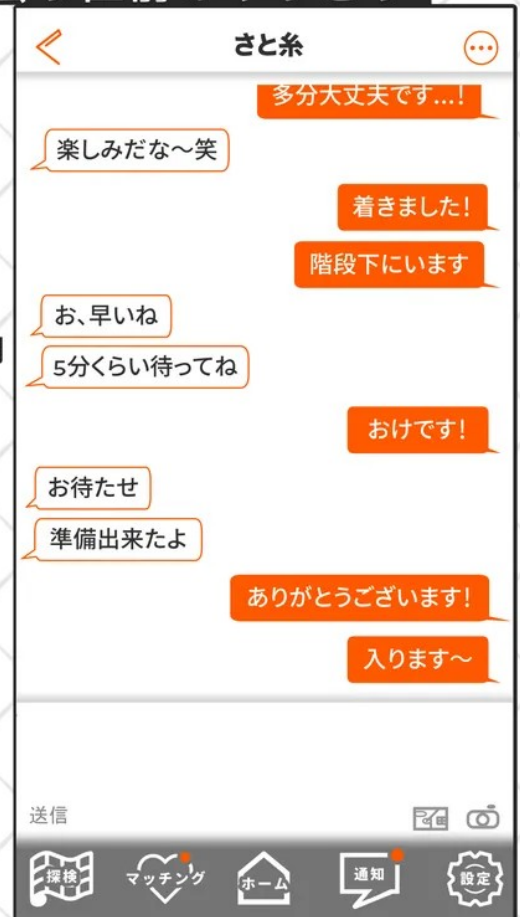 さと糸
多分大丈夫です...!
楽しみだな〜笑
着きました!
階段下にいます
お、早いね
5分くらい待ってね
おけです!
お待たせ
準備出来たよ
ありがとうございます!
入ります〜
送信
探検
マッチング
ホーム
通知
設定